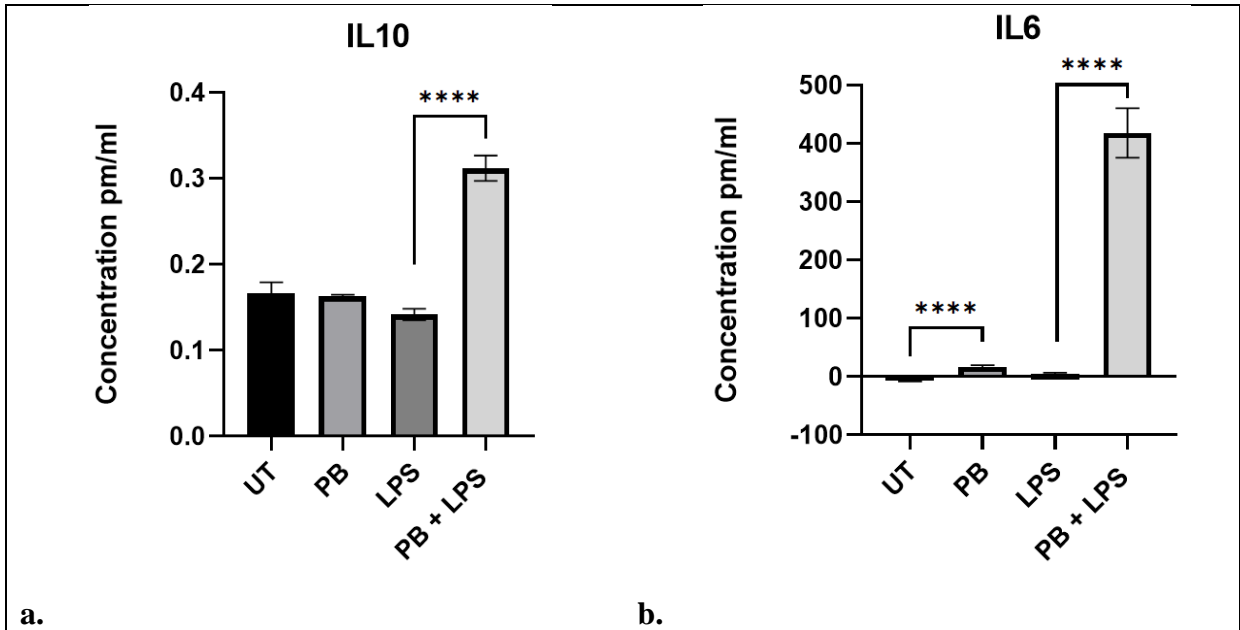 IL10
Concentration pm/ml
0.4
0.3
0.2
0.1
0.0
****
UT
PB
LPS
PB + LPS
a.
IL6
Concentration pm/ml
500
400
300
200
100
0
-100
****
****
UT
PB
LPS
PB + LPS
b.